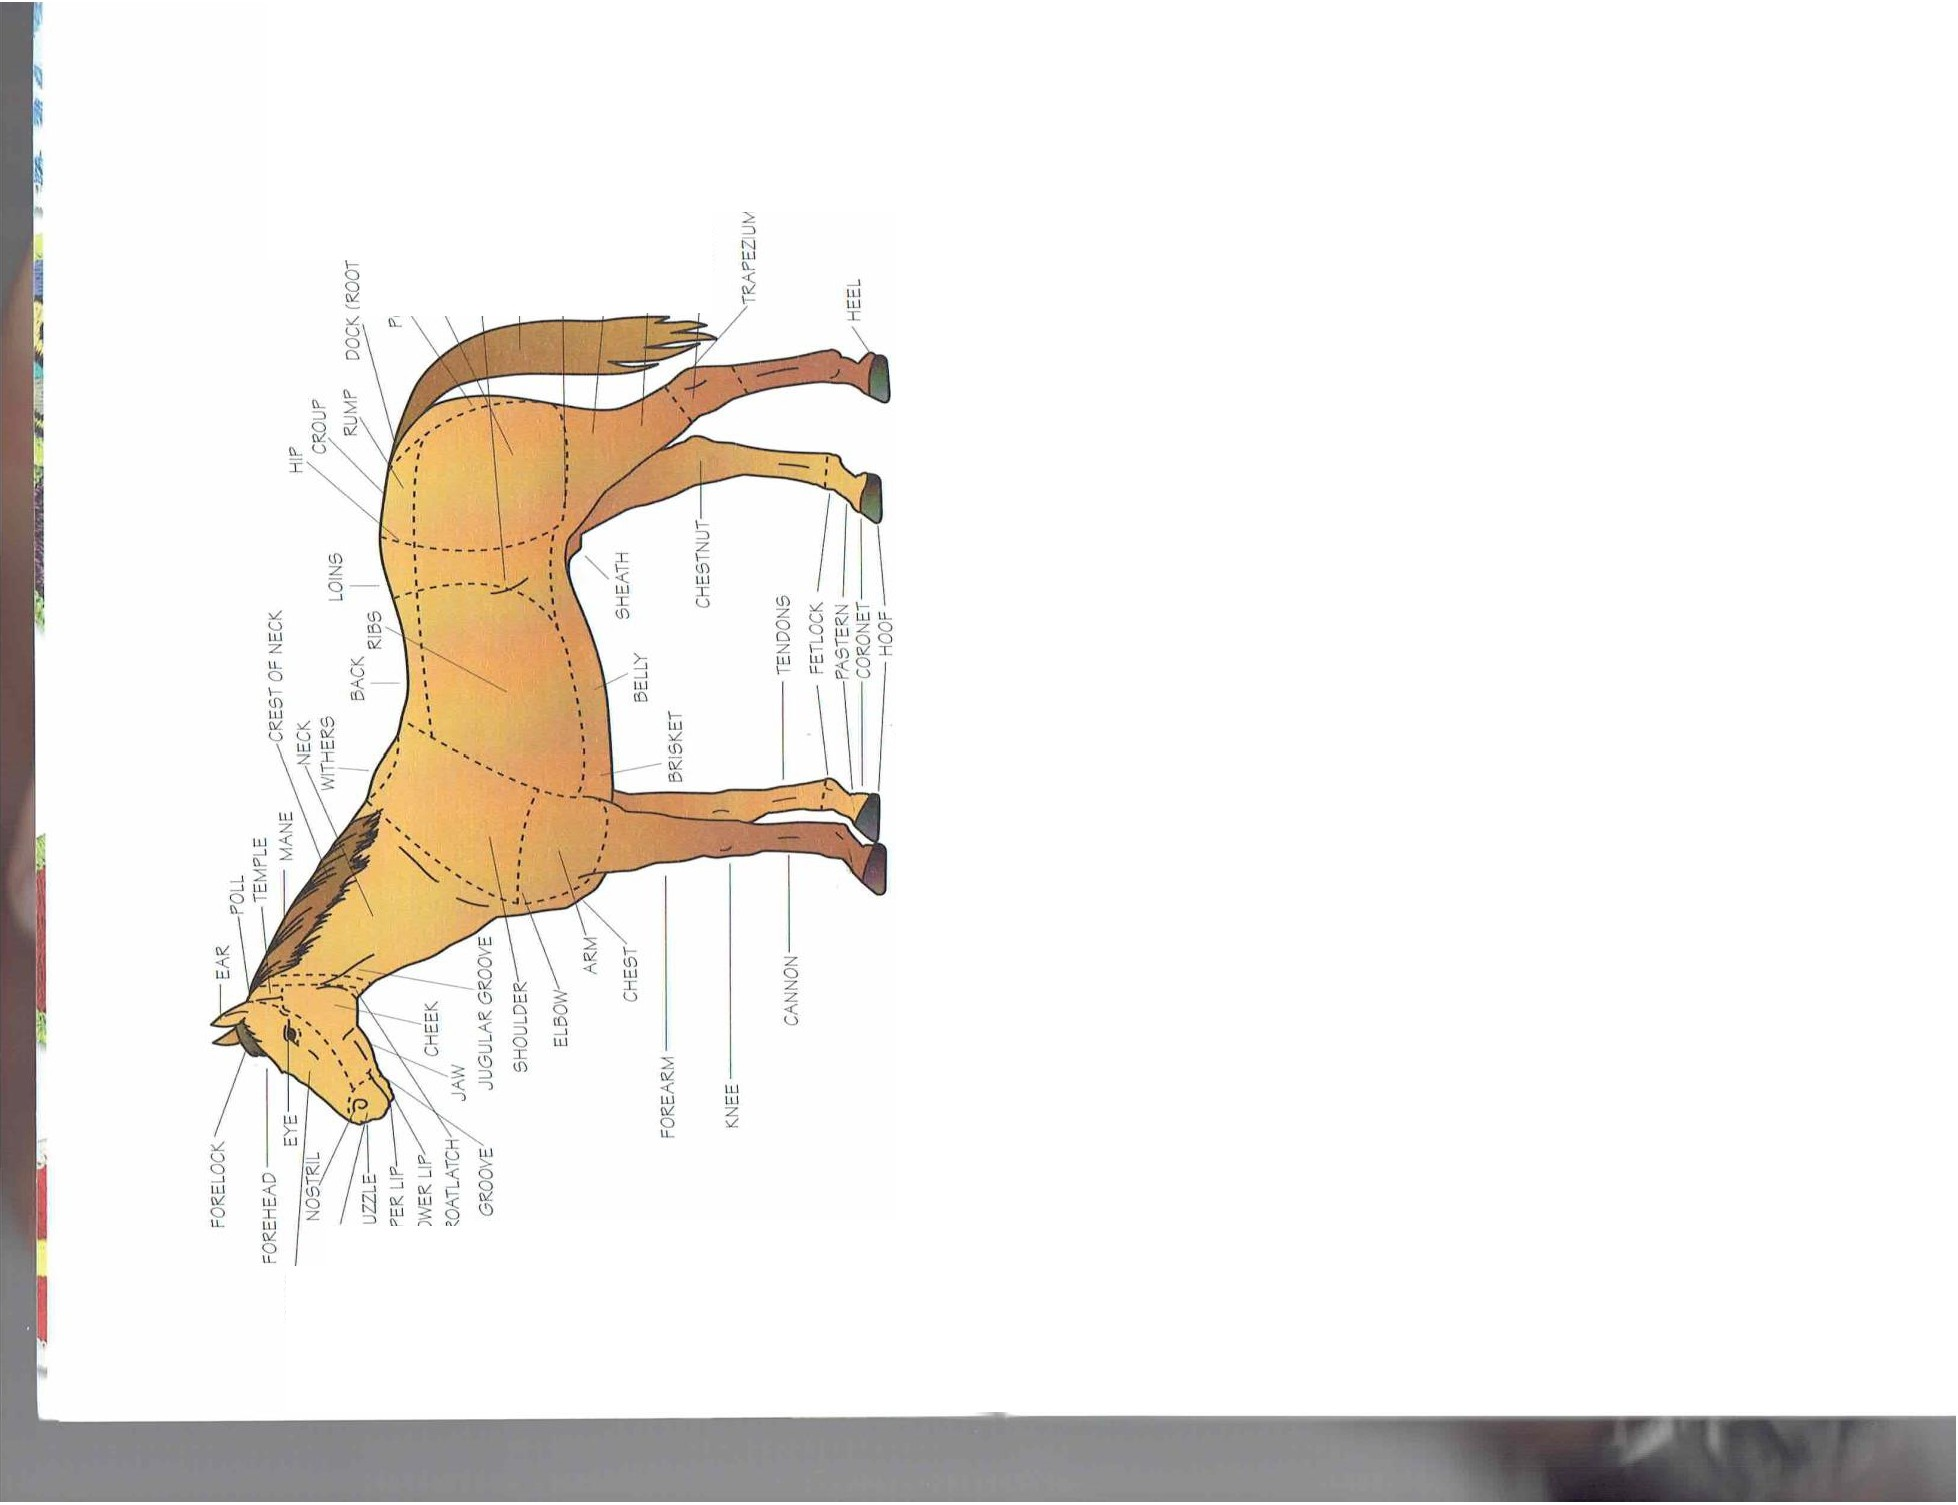 FORELOCK
EAR
POLL
TEMPLE
MANE
CREST OF NECK
NECK
WITHERS
BACK
RIBS
LOINS
HIP
CROUP
RUMP
DOCK (ROOT
P
FOREHEAD
EYE
NOSTRIL
UZZLE
PER LIP
OWER LIP
ROATLATCH
GROOVE
JAW
CHEEK
JUGULAR GROOVE
SHOULDER
ELBOW
ARM
CHEST
BRISKET
BELLY
SHEATH
FOREARM
KNEE
CANNON
CHESTNUT
TENDONS
FETLOCK
PASTERN
CORONET
HOOF
TRAPEZIUM
HEEL